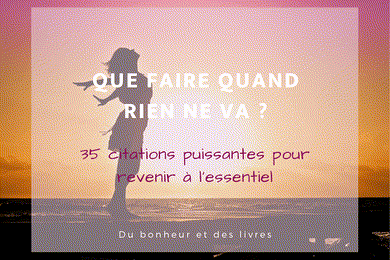 QUE FAIRE QUAND
RIEN NE VA ?
35 citations puissantes pour
revenir à l'essentiel
Du bonheur et des livres